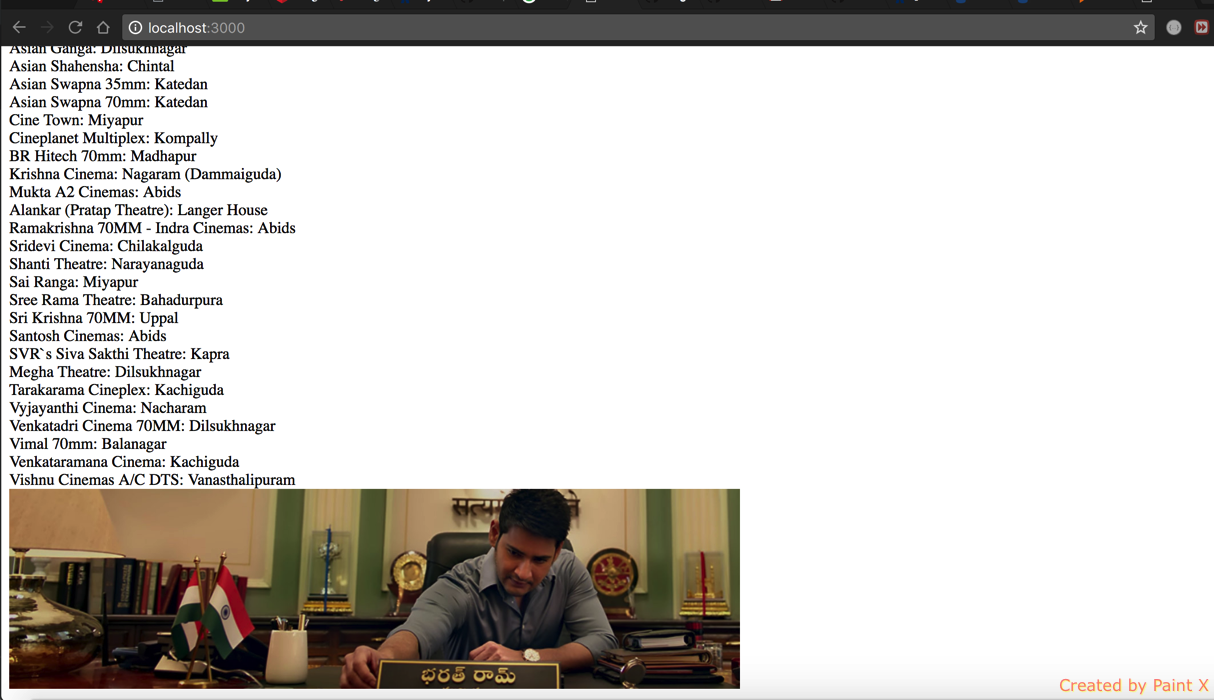 localhost:3000
Asian Ganga: Dilsukhnagar
Asian Shahensha: Chintal
Asian Swapna 35mm: Katedan
Asian Swapna 70mm: Katedan
Cine Town: Miyapur
Cineplanet Multiplex: Kompally
BR Hitech 70mm: Madhapur
Krishna Cinema: Nagaram (Dammaiguda)
Mukta A2 Cinemas: Abids
Alankar (Pratap Theatre): Langer House
Ramakrishna 70MM - Indra Cinemas: Abids
Sridevi Cinema: Chilakalguda
Shanti Theatre: Narayanaguda
Sai Ranga: Miyapur
Sree Rama Theatre: Bahadurpura
Sri Krishna 70MM: Uppal
Santosh Cinemas: Abids
SVR`s Siva Sakthi Theatre: Kapra
Megha Theatre: Dilsukhnagar
Tarakarama Cineplex: Kachiguda
Vyjayanthi Cinema: Nacharam
Venkatadri Cinema 70MM: Dilsukhnagar
Vimal 70mm: Balanagar
Venkataramana Cinema: Kachiguda
Vishnu Cinemas A/C DTS: Vanasthalipuram
భరత్ రామ్
Created by Paint X